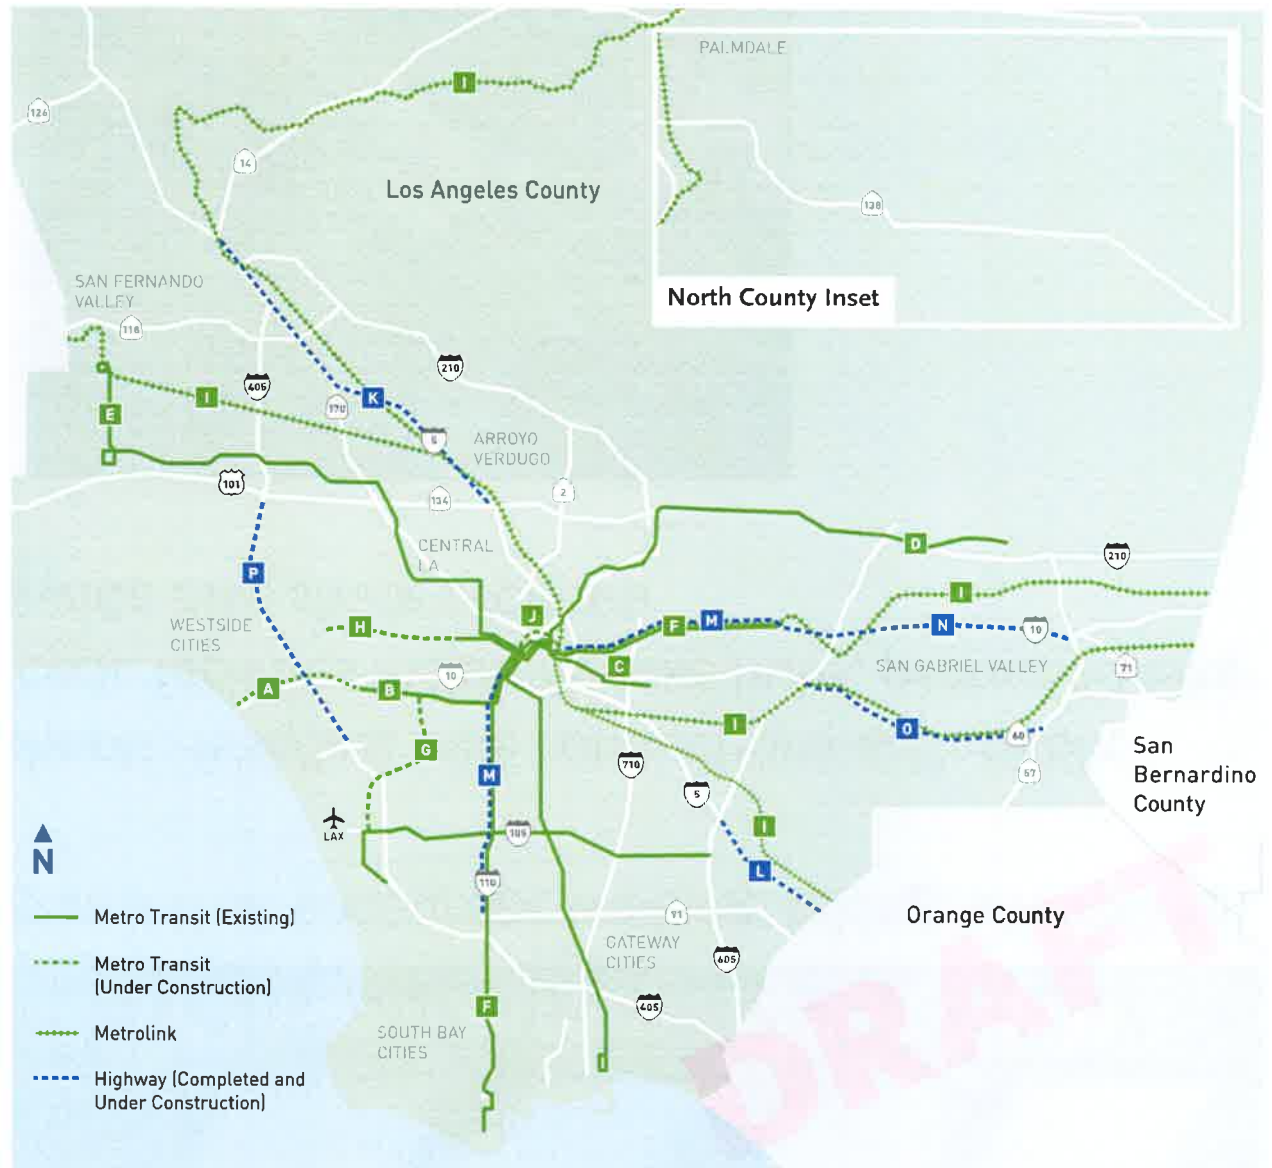 PALMDALE
I
126
14
Los Angeles County
138
SAN FERNANDO
VALLEY
North County Inset
118
405
210
E
I
K
170
5
ARROYO
VERDUGO
101
134
2
D
210
CENTRAL
LA
P
I
WESTSIDE
CITIES
H
J
F
M
N
10
C
SAN GABRIEL VALLEY
71
A
B
10
G
I
O
60
57
San
Bernardino
County
M
710
5
LAX
105
I
L
N
110
Metro Transit (Existing)
91
Orange County
GATEWAY
CITIES
405
Metro Transit
(Under Construction)
F
405
Metrolink
SOUTH BAY
CITIES
Highway (Completed and
Under Construction)
DRAFT